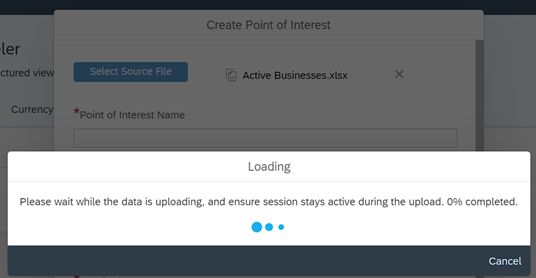 Create Point of Interest
eler
Select Source File
Active Businesses.xlsx
ctured view
*Point of Interest Name
Currency
Loading
Please wait while the data is uploading, and ensure session stays active during the upload. 0% completed.
Cancel